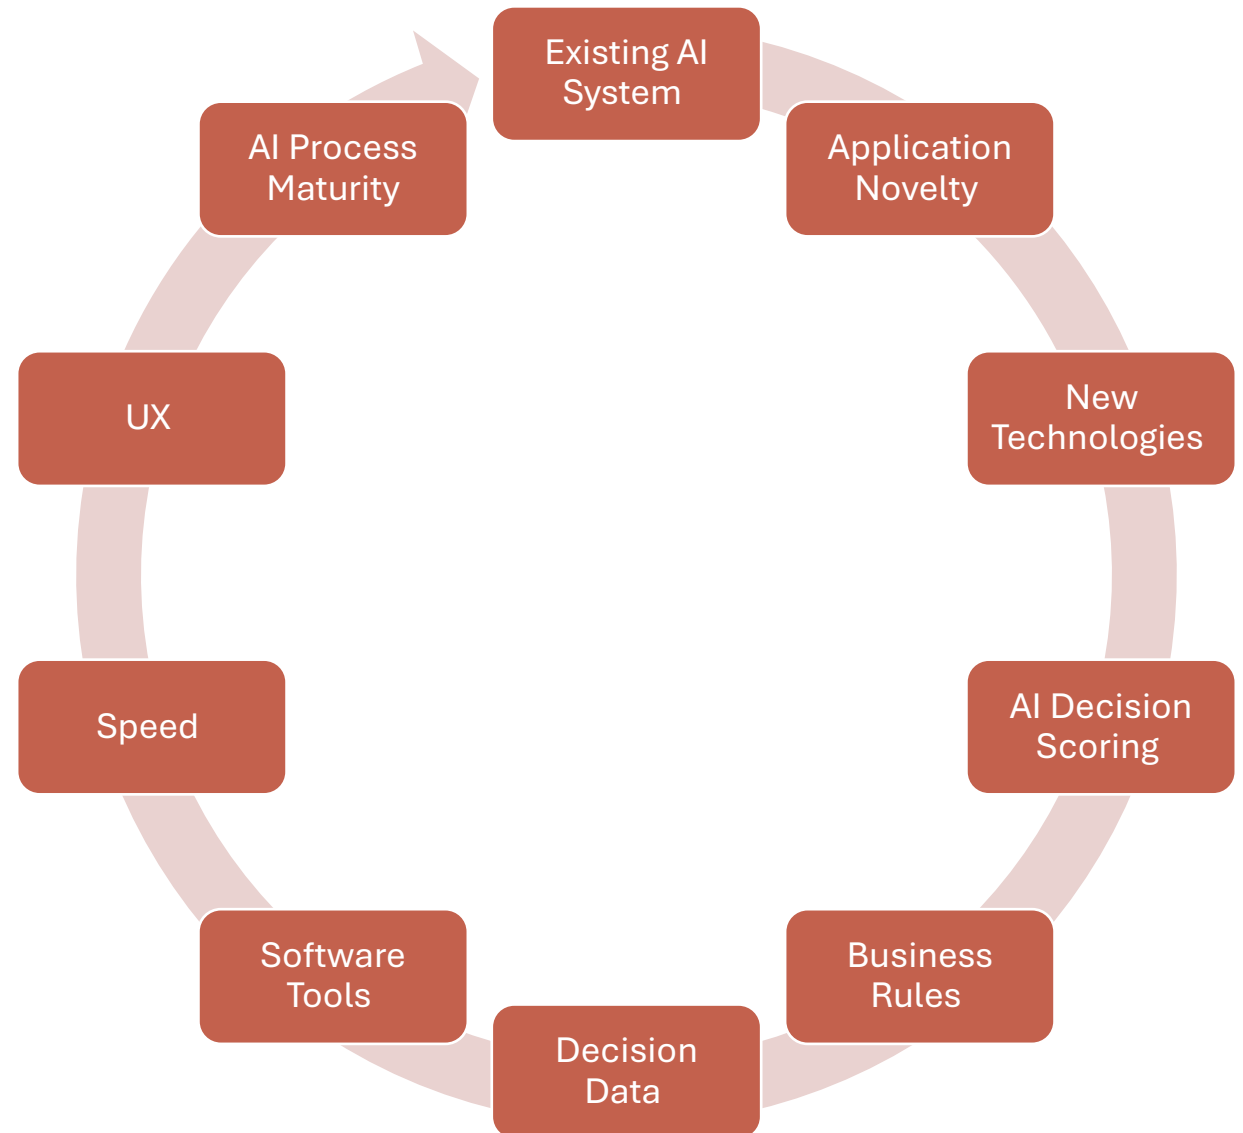 Existing AI
System
Application
Novelty
New
Technologies
AI Decision
Scoring
Business
Rules
Decision
Data
Software
Tools
Speed
UX
AI Process
Maturity